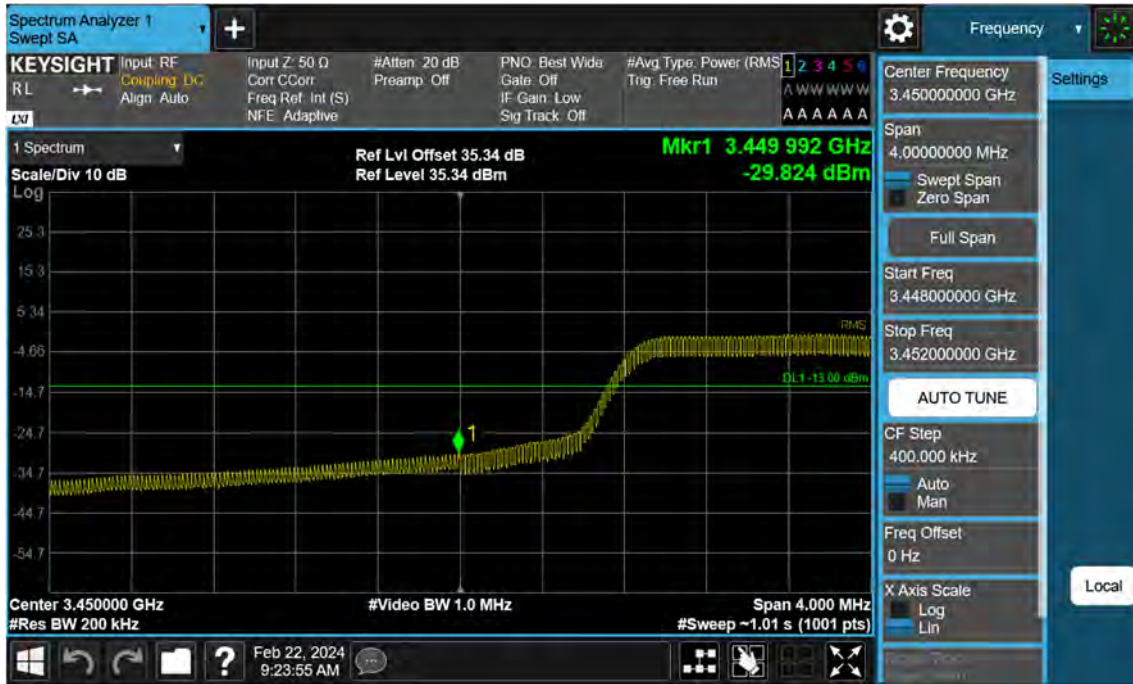 Spectrum Analyzer 1
Swept SA
Frequency
KEYSIGHT
RL
LXI
Input: RF
Coupling: DC
Align: Auto
Input Z: 50 Ω
Corr CCorr
Freq Ref: Int (S)
NFE: Adaptive
#Atten: 20 dB
Preamp: Off
PNO: Best Wide
Gate: Off
IF Gain: Low
Sig Track: Off
#Avg Type: Power (RMS
Trig: Free Run
1 2 3 4 5 6
A W W W W W
A A A A A A
1 Spectrum
Scale/Div 10 dB
Ref Lvl Offset 35.34 dB
Ref Level 35.34 dBm
Mkr1 3.449 992 GHz
-29.824 dBm
Log
25.3
15.3
5.34
-4.66
-14.7
-24.7
-34.7
-44.7
-54.7
RMS
DL1 -13.00 dBm
1
Center 3.450000 GHz
#Res BW 200 kHz
#Video BW 1.0 MHz
Span 4.000 MHz
#Sweep ~1.01 s (1001 pts)
Feb 22, 2024
9:23:55 AM
Center Frequency
3.450000000 GHz
Span
4.00000000 MHz
Swept Span
Zero Span
Full Span
Start Freq
3.448000000 GHz
Stop Freq
3.452000000 GHz
AUTO TUNE
CF Step
400.000 kHz
Auto
Man
Freq Offset
0 Hz
X Axis Scale
Log
Lin
Settings
Local